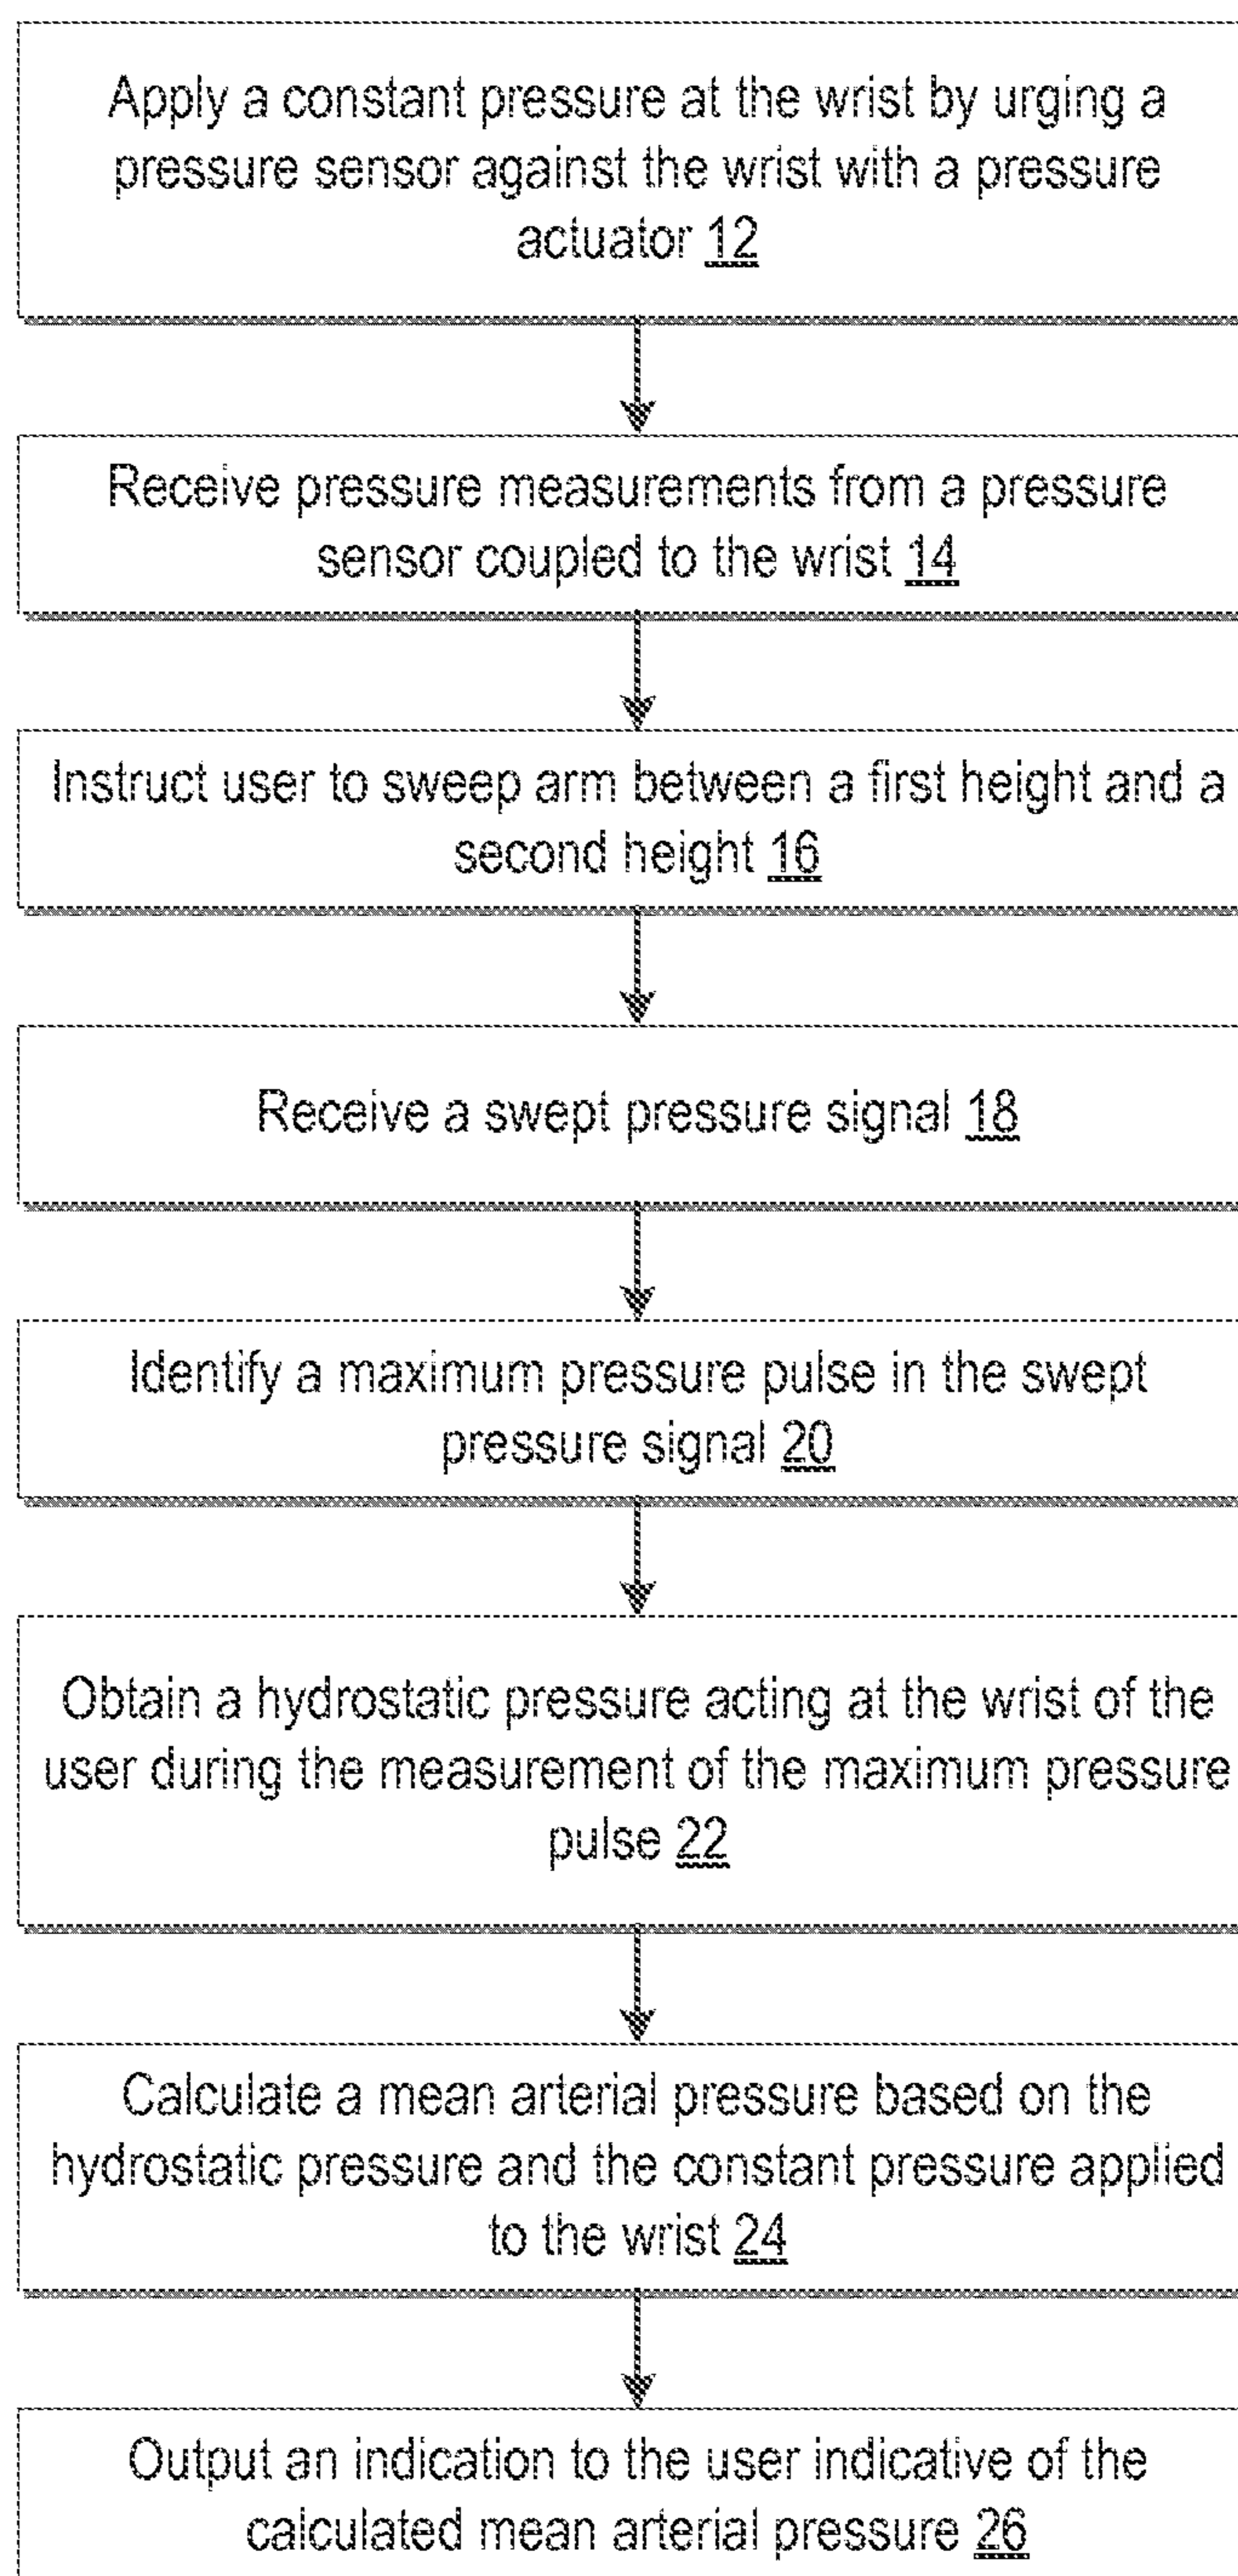 Apply a constant pressure at the wrist by urging a
pressure sensor against the wrist with a pressure
actuator 12
Receive pressure measurements from a pressure
sensor coupled to the wrist 14
Instruct user to sweep arm between a first height and a
second height 16
Receive a swept pressure signal 18
Identify a maximum pressure pulse in the swept
pressure signal 20
Obtain a hydrostatic pressure acting at the wrist of the
user during the measurement of the maximum pressure
pulse 22
Calculate a mean arterial pressure based on the
hydrostatic pressure and the constant pressure applied
to the wrist 24
Output an indication to the user indicative of the
calculated mean arterial pressure 26